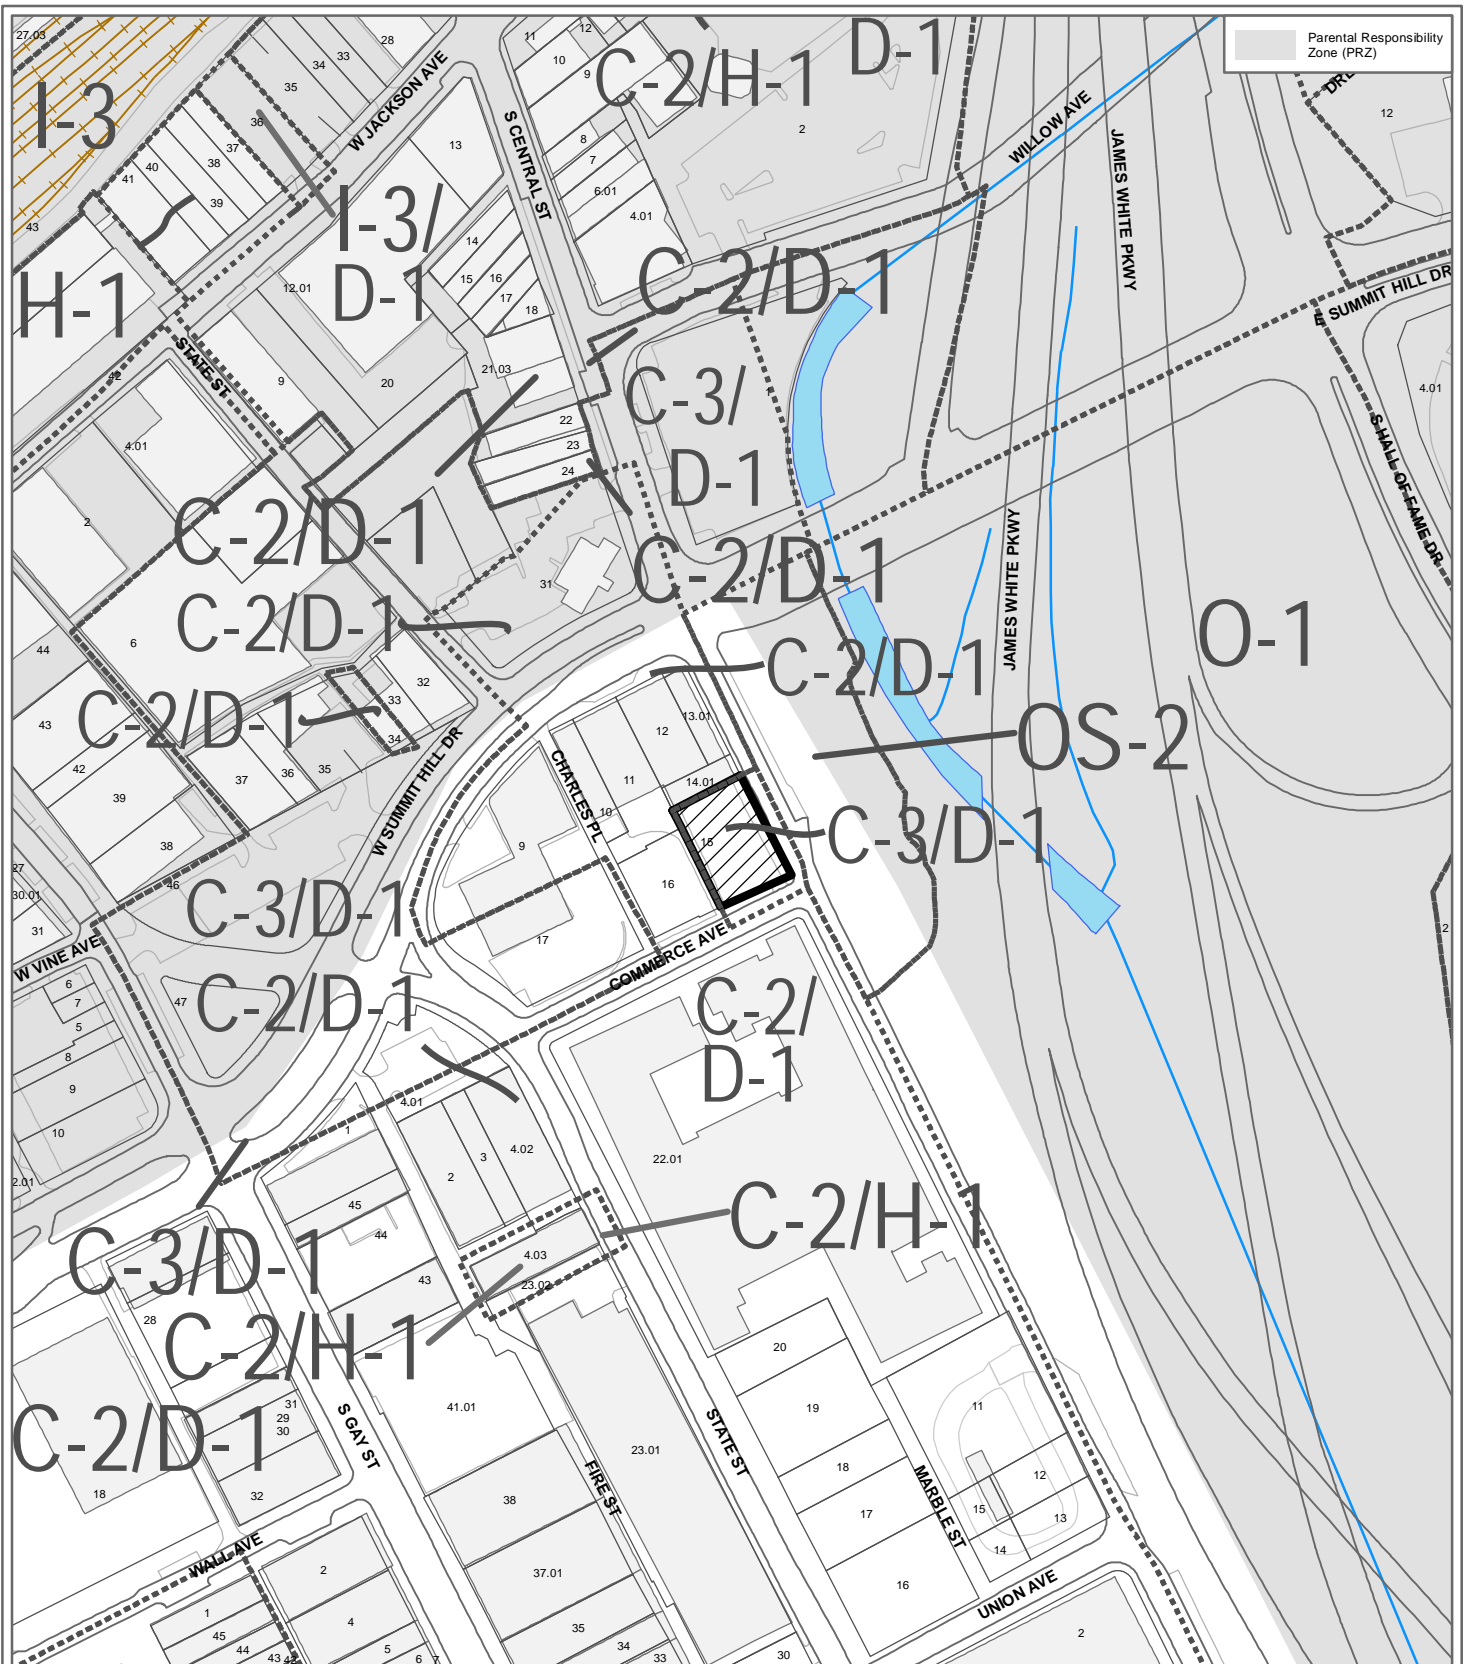 Parental Responsibility
Zone (PRZ)
27.03
28
33
34
35
36
37
38
39
40
41
43
I-3
W JACKSON AVE
11
12
10
9
C-2/H-1
D-1
2
8
7
6.01
4.01
S CENTRAL ST
13
WILLOW AVE
JAMES WHITE PKWY
12
I-3/
D-1
H-1
14
15
16
17
18
12.01
C-2/D-1
E SUMMIT HILL DR
STATE ST
42
9
20
21.03
22
23
24
C-3/
D-1
1
4.01
S HALL OF FAME DR
4.01
2
C-2/D-1
31
C-2/D-1
JAMES WHITE PKWY
C-2/D-1
6
44
43
42
39
38
O-1
C-2/D-1
C-2/D-1
32
33
34
35
36
37
W SUMMIT HILL DR
OS-2
13.01
12
11
10
14.01
15
16
CHARLES PL
9
17
C-3/D-1
46
27
30.01
31
W VINE AVE
C-3/D-1
COMMERCE AVE
C-2/D-1
47
6
7
5
8
9
10
2.01
C-2/
D-1
2
4.01
1
2
3
4.02
22.01
45
44
43
C-2/H-1
4.03
23.02
C-3/D-1
28
C-2/H-1
C-2/D-1
18
31
29
30
32
S GAY ST
41.01
38
37.01
35
34
33
FIRE ST
23.01
STATE ST
20
19
18
17
16
MARBLE ST
11
12
13
15
14
UNION AVE
2
30
WALL AVE
2
4
5
6
7
1
45
44
43
42